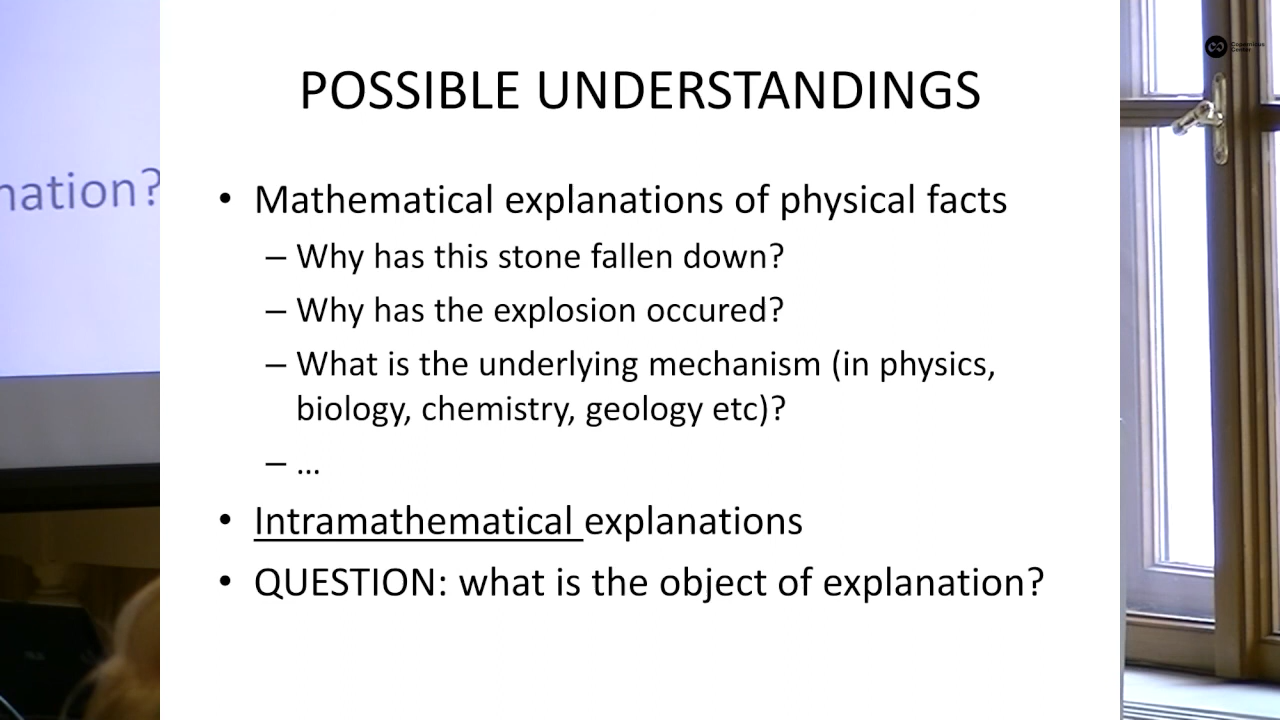 POSSIBLE UNDERSTANDINGS
• Mathematical explanations of physical facts
– Why has this stone fallen down?
– Why has the explosion occured?
– What is the underlying mechanism (in physics,
biology, chemistry, geology etc)?
– ...
• Intramathematical explanations
• QUESTION: what is the object of explanation?
nation?
Copernicus
Center